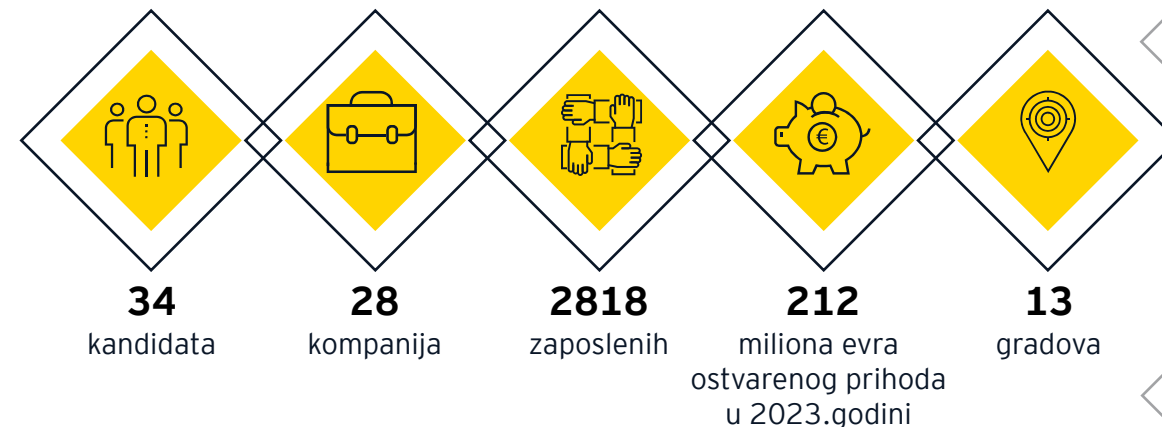 34
kandidata
28
kompanija
2818
zaposlenih
€
212
miliona evra
ostvarenog prihoda
u 2023.godini
13
gradova